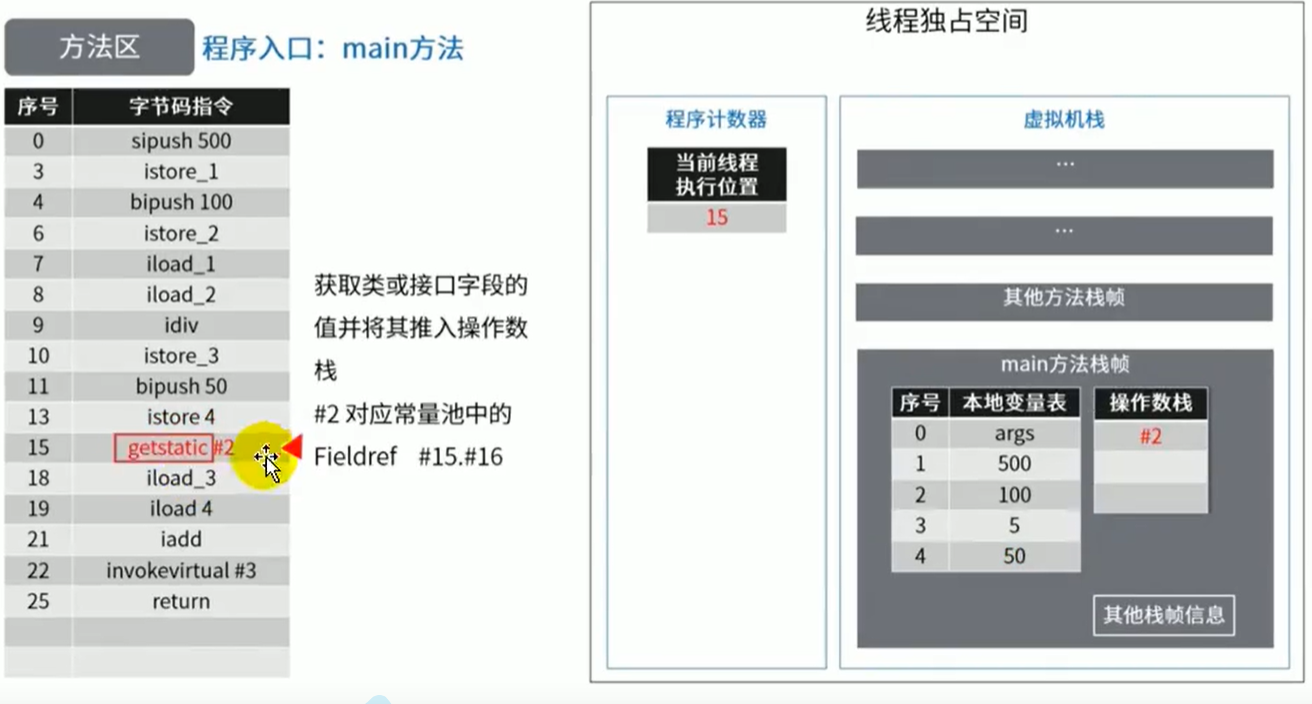 方法区 程序入口：main方法
序号 字节码指令
0 sipush 500
3 istore_1
4 bipush 100
6 istore_2
7 iload_1
8 iload_2
9 idiv
10 istore_3
11 bipush 50
13 istore 4
15 getstatic #2
18 iload_3
19 iload 4
21 iadd
22 invokevirtual #3
25 return
获取类或接口字段的
值并将其推入操作数
栈
#2 对应常量池中的
Fieldref #15.#16
线程独占空间
程序计数器
当前线程
执行位置
15
虚拟机栈
...
...
其他方法栈帧
main方法栈帧
序号 本地变量表
0 args
1 500
2 100
3 5
4 50
操作数栈
#2
其他栈帧信息